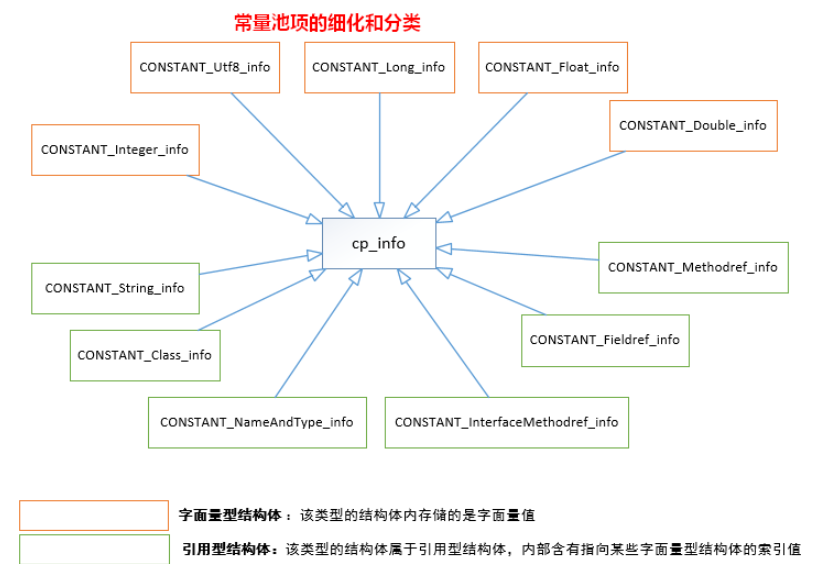 常量池项的细化和分类
CONSTANT_Utf8_info
CONSTANT_Long_info
CONSTANT_Float_info
CONSTANT_Double_info
CONSTANT_Integer_info
cp_info
CONSTANT_Methodref_info
CONSTANT_String_info
CONSTANT_Fieldref_info
CONSTANT_Class_info
CONSTANT_NameAndType_info
CONSTANT_InterfaceMethodref_info
字面量型结构体：该类型的结构体内存储的是字面量值
引用型结构体：该类型的结构体属于引用型结构体，内部含有指向某些字面量型结构体的索引值